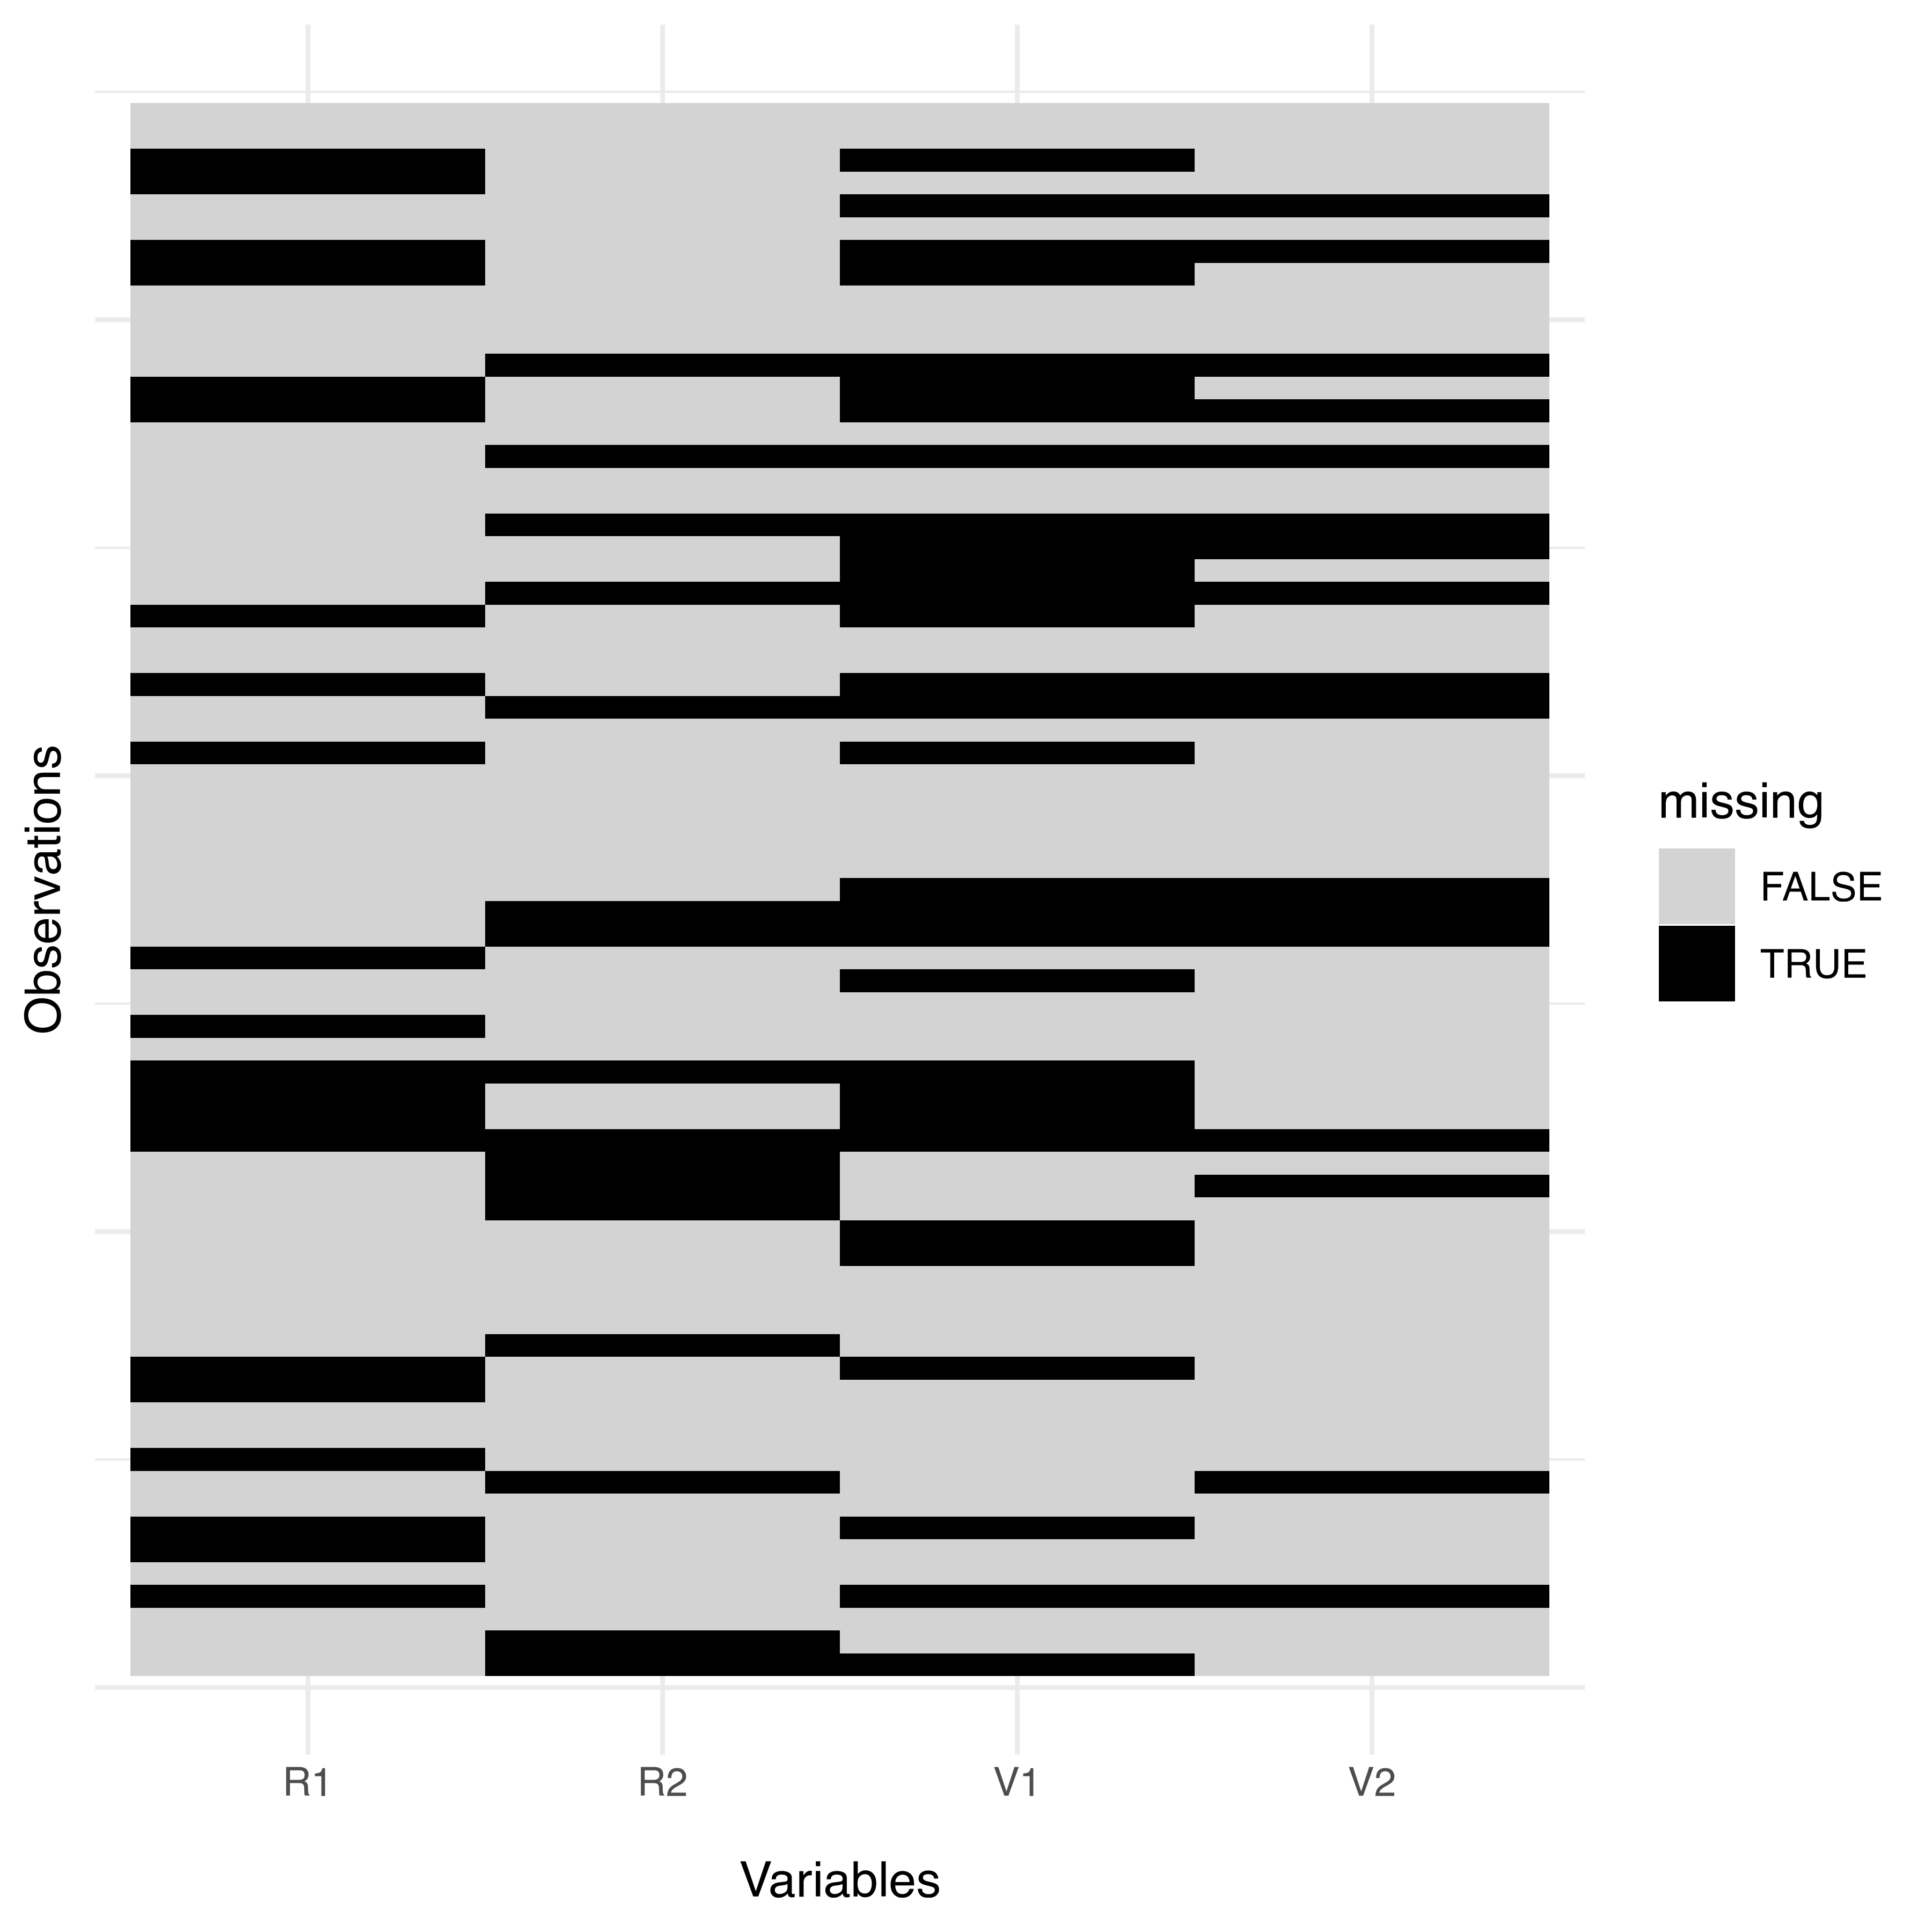 Observations
missing
FALSE
TRUE
R1 R2 V1 V2
Variables